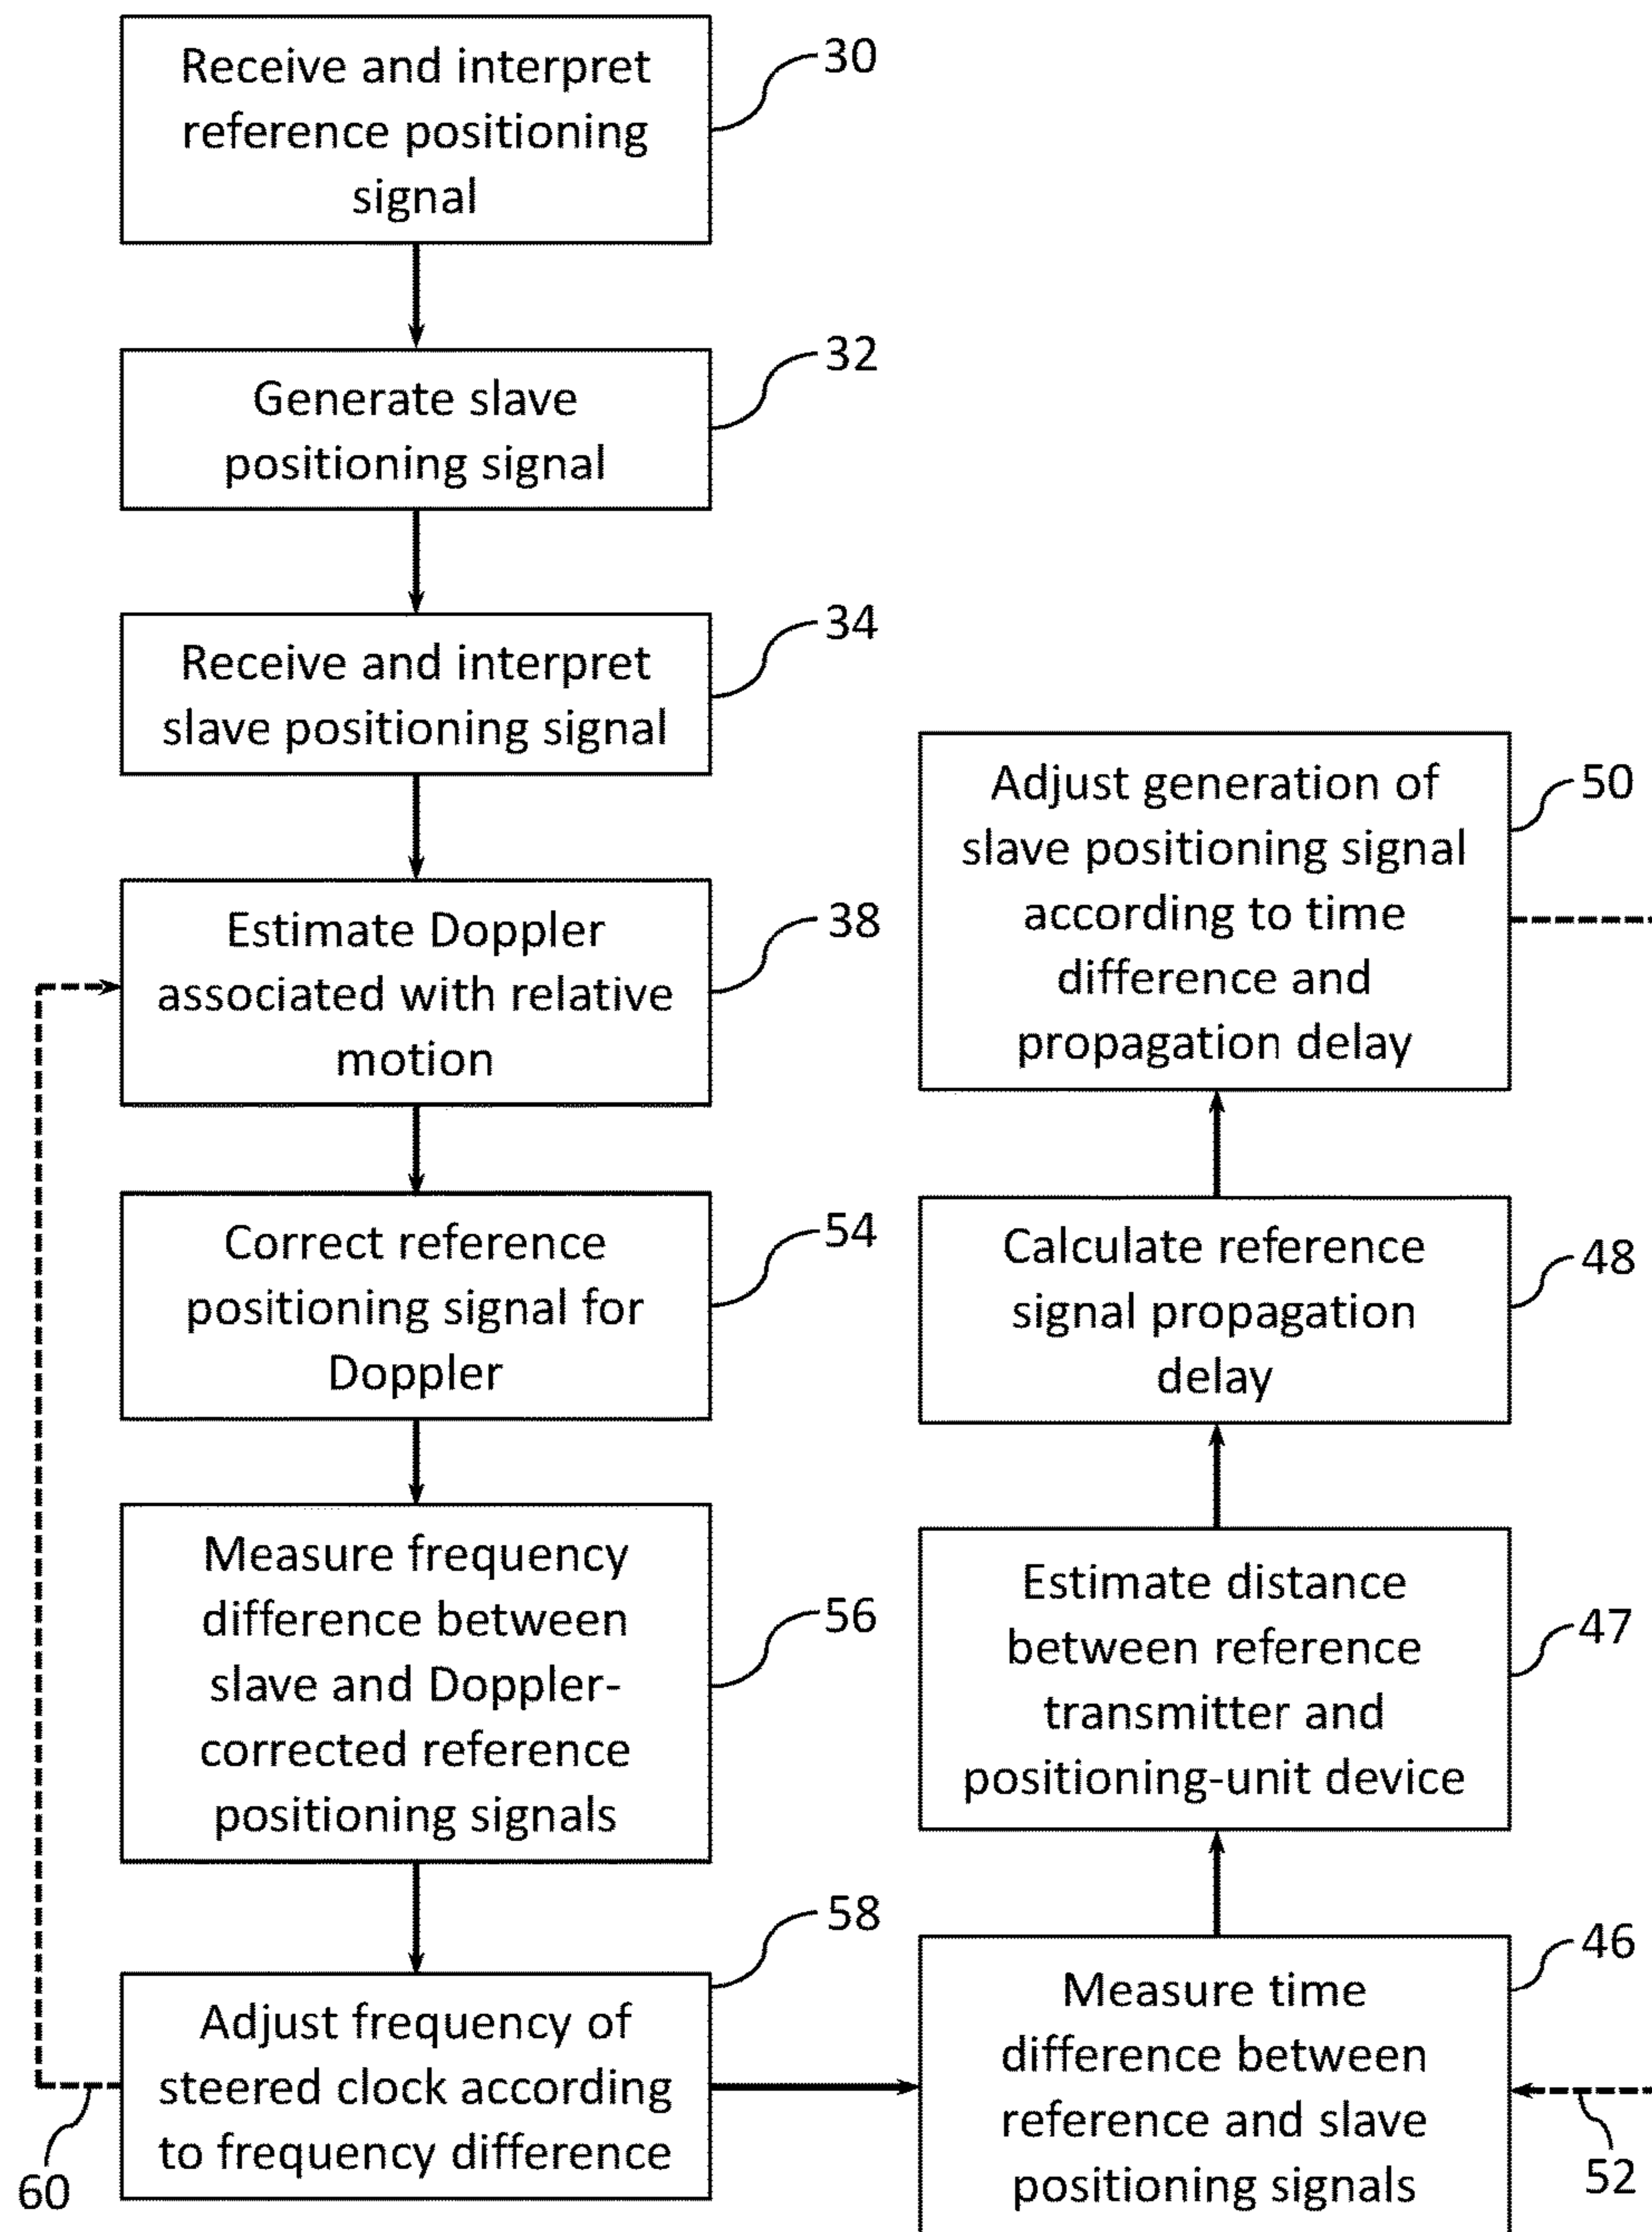 Receive and interpret
reference positioning
signal
30
Generate slave
positioning signal
32
Receive and interpret
slave positioning signal
34
Estimate Doppler
associated with relative
motion
38
Correct reference
positioning signal for
Doppler
54
Measure frequency
difference between
slave and Doppler-
corrected reference
positioning signals
56
Adjust frequency of
steered clock according
to frequency difference
58
60
Adjust generation of
slave positioning signal
according to time
difference and
propagation delay
50
Calculate reference
signal propagation
delay
48
Estimate distance
between reference
transmitter and
positioning-unit device
47
Measure time
difference between
reference and slave
positioning signals
46
52